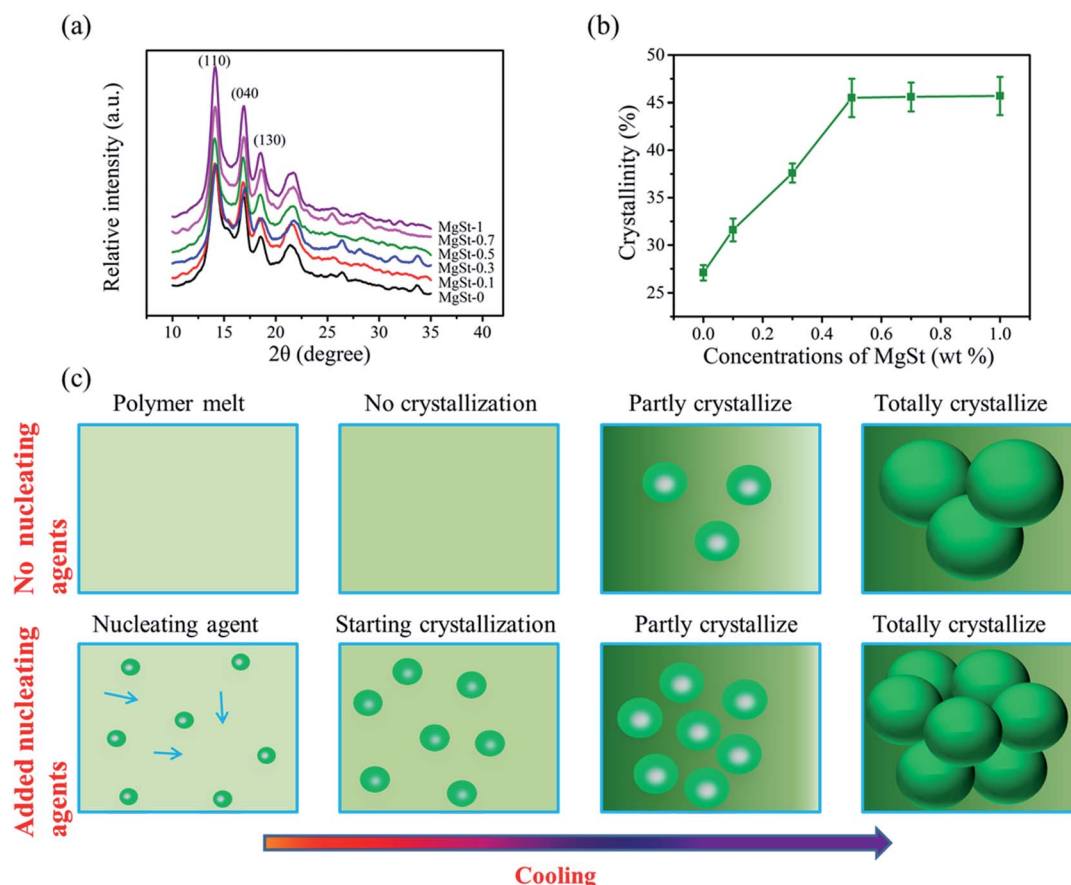 (a)
(110)
(040
(130)
Relative intensity (a.u.)
MgSt-1
MgSt-0.7
MgSt-0.5
MgSt-0.3
MgSt-0.1
MgSt-0
10 15 20 25 30 35 40
2θ (degree)
(b)
50
45
40
35
30
25
Crystallinity (%)
0.0 0.2 0.4 0.6 0.8 1.0
Concentrations of MgSt (wt %)
(c)
No nucleating
agents
Polymer melt
No crystallization
Partly crystallize
Totally crystallize
Added nucleating
agents
Nucleating agent
Starting crystallization
Partly crystallize
Totally crystallize
Cooling